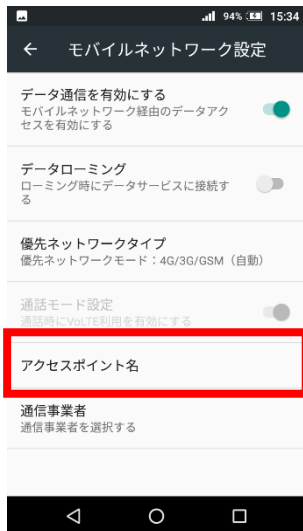 94% 15:34
モバイルネットワーク設定
データ通信を有効にする
モバイルネットワーク経由のデータアク
セスを有効にする
データローミング
ローミング時にデータサービスに接続す
る
優先ネットワークタイプ
優先ネットワークモード：4G/3G/GSM（自動）
通話モード設定
通話時にVoLTE利用を有効にする
アクセスポイント名
通信事業者
通信事業者を選択する